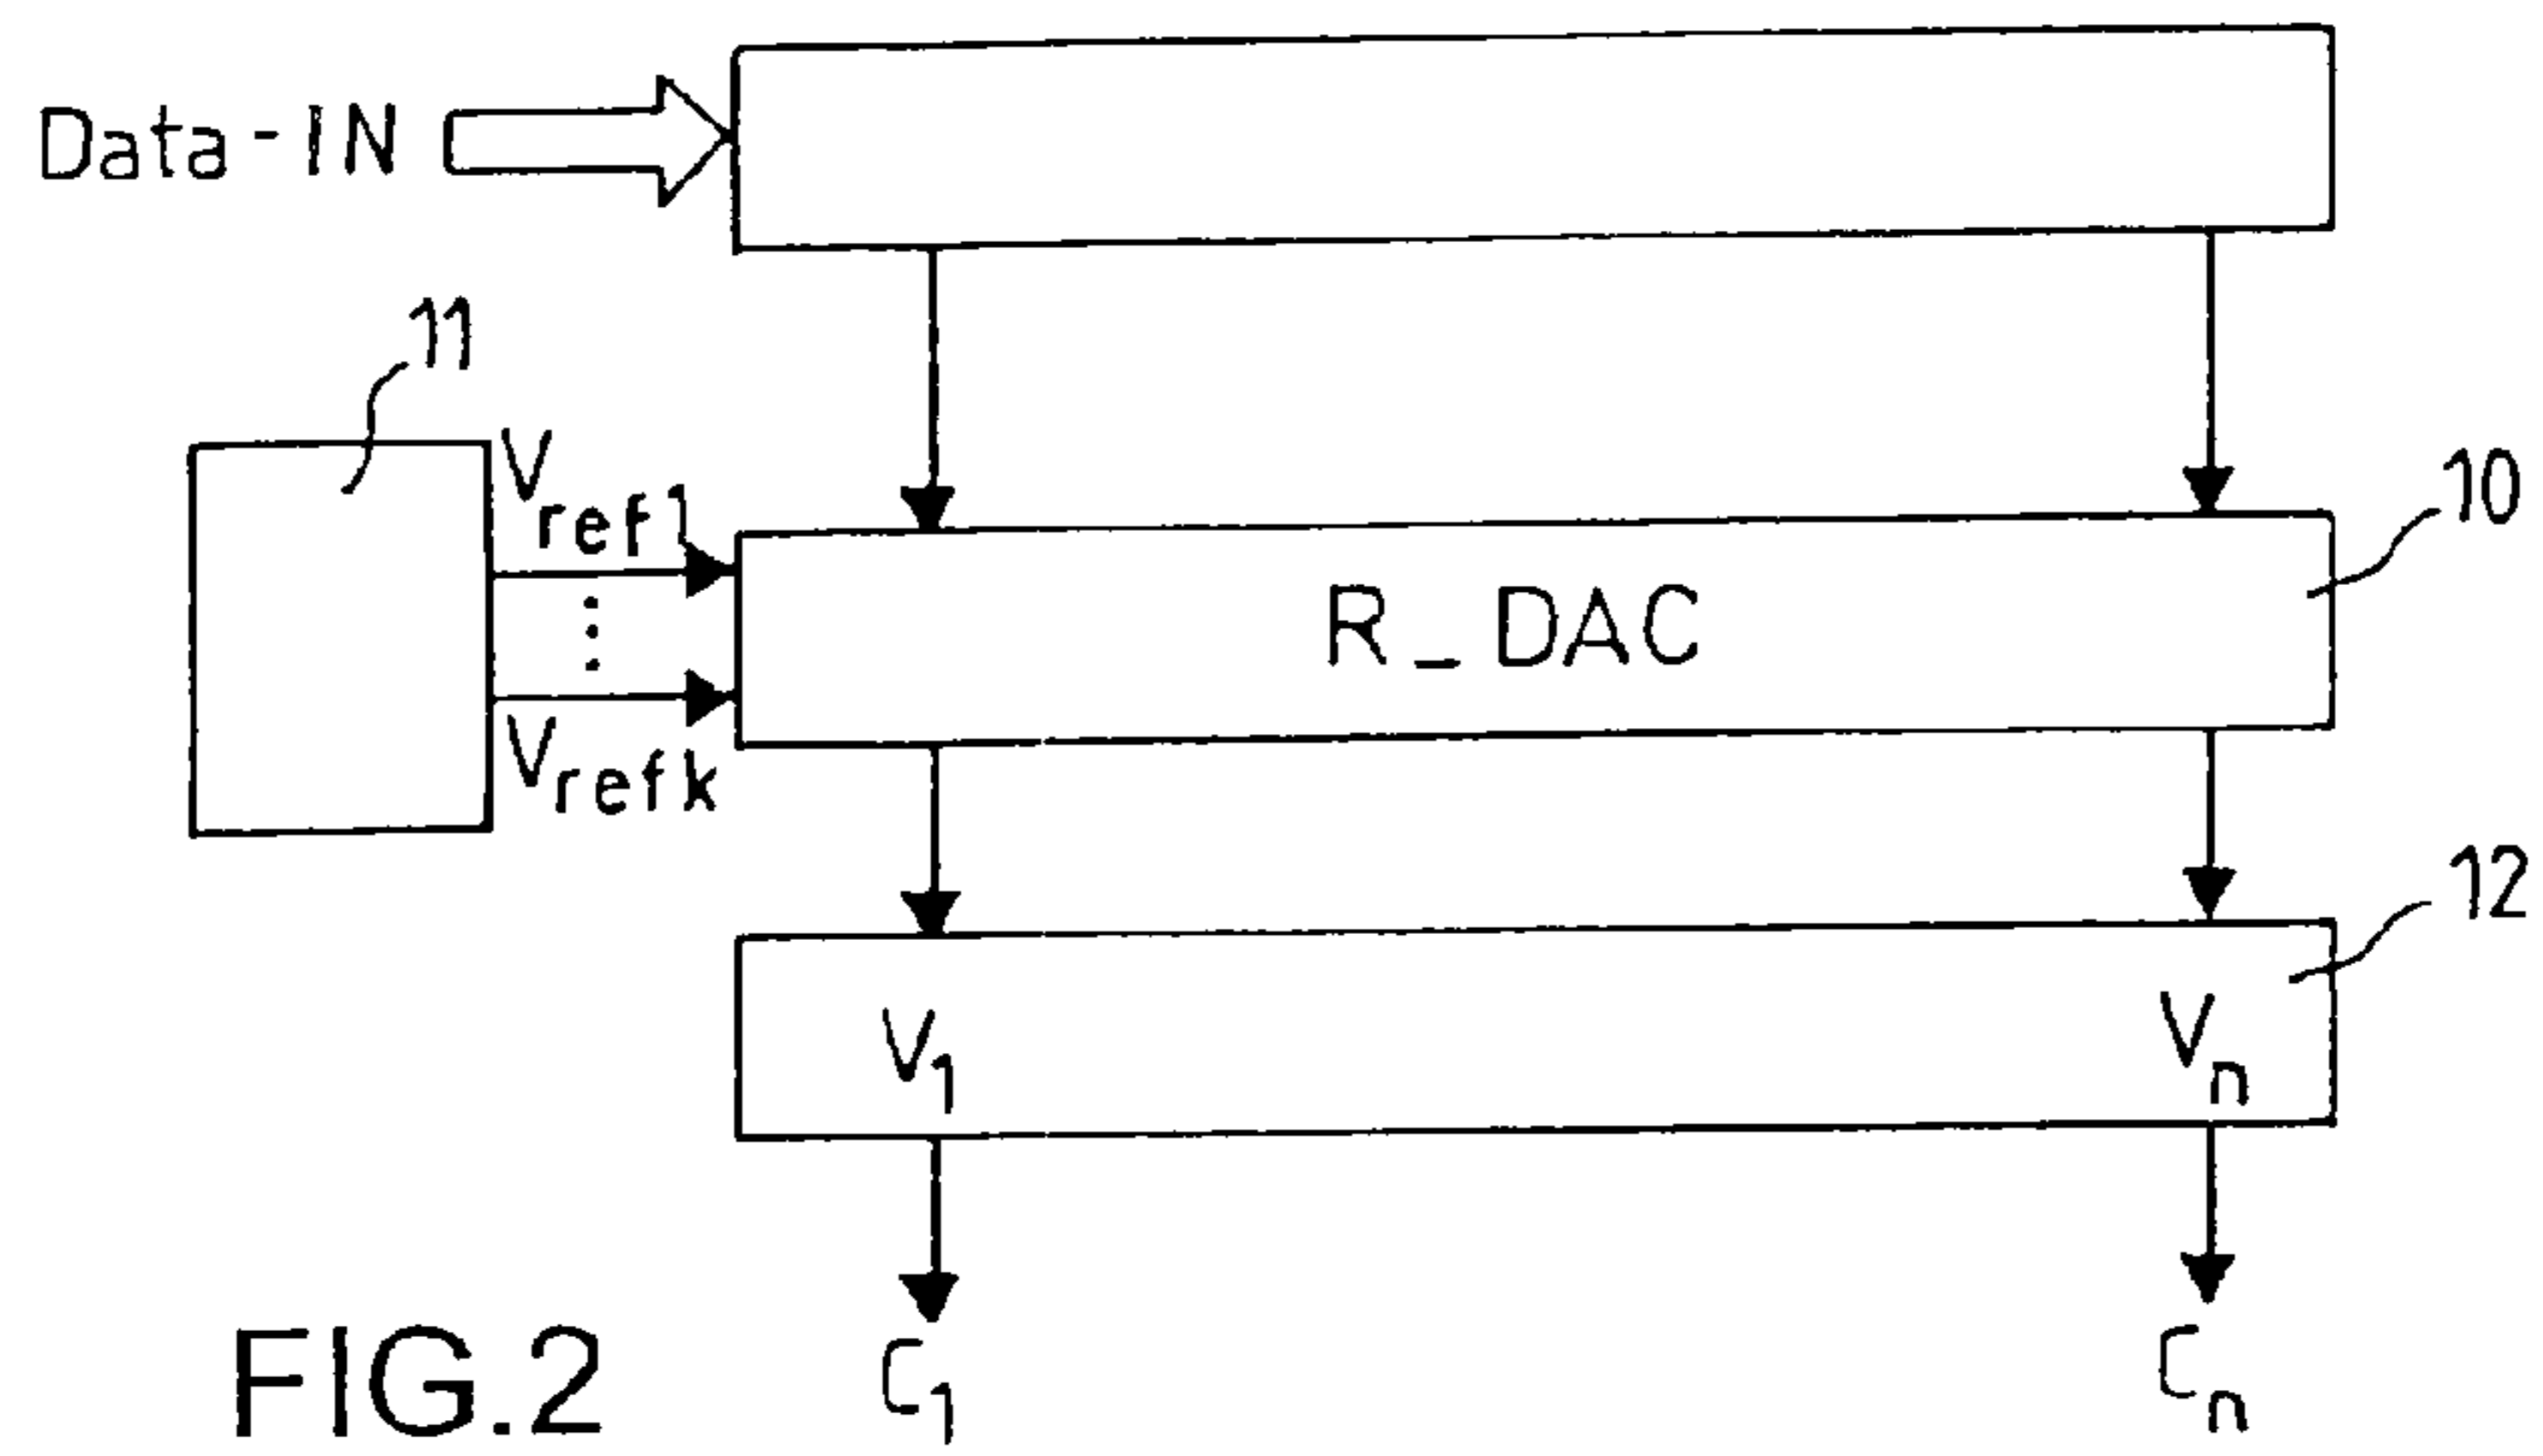 Data-IN
11
Vref1
10
R_DAC
Vrefk
12
V1
Vn
C1
Cn
FIG.2